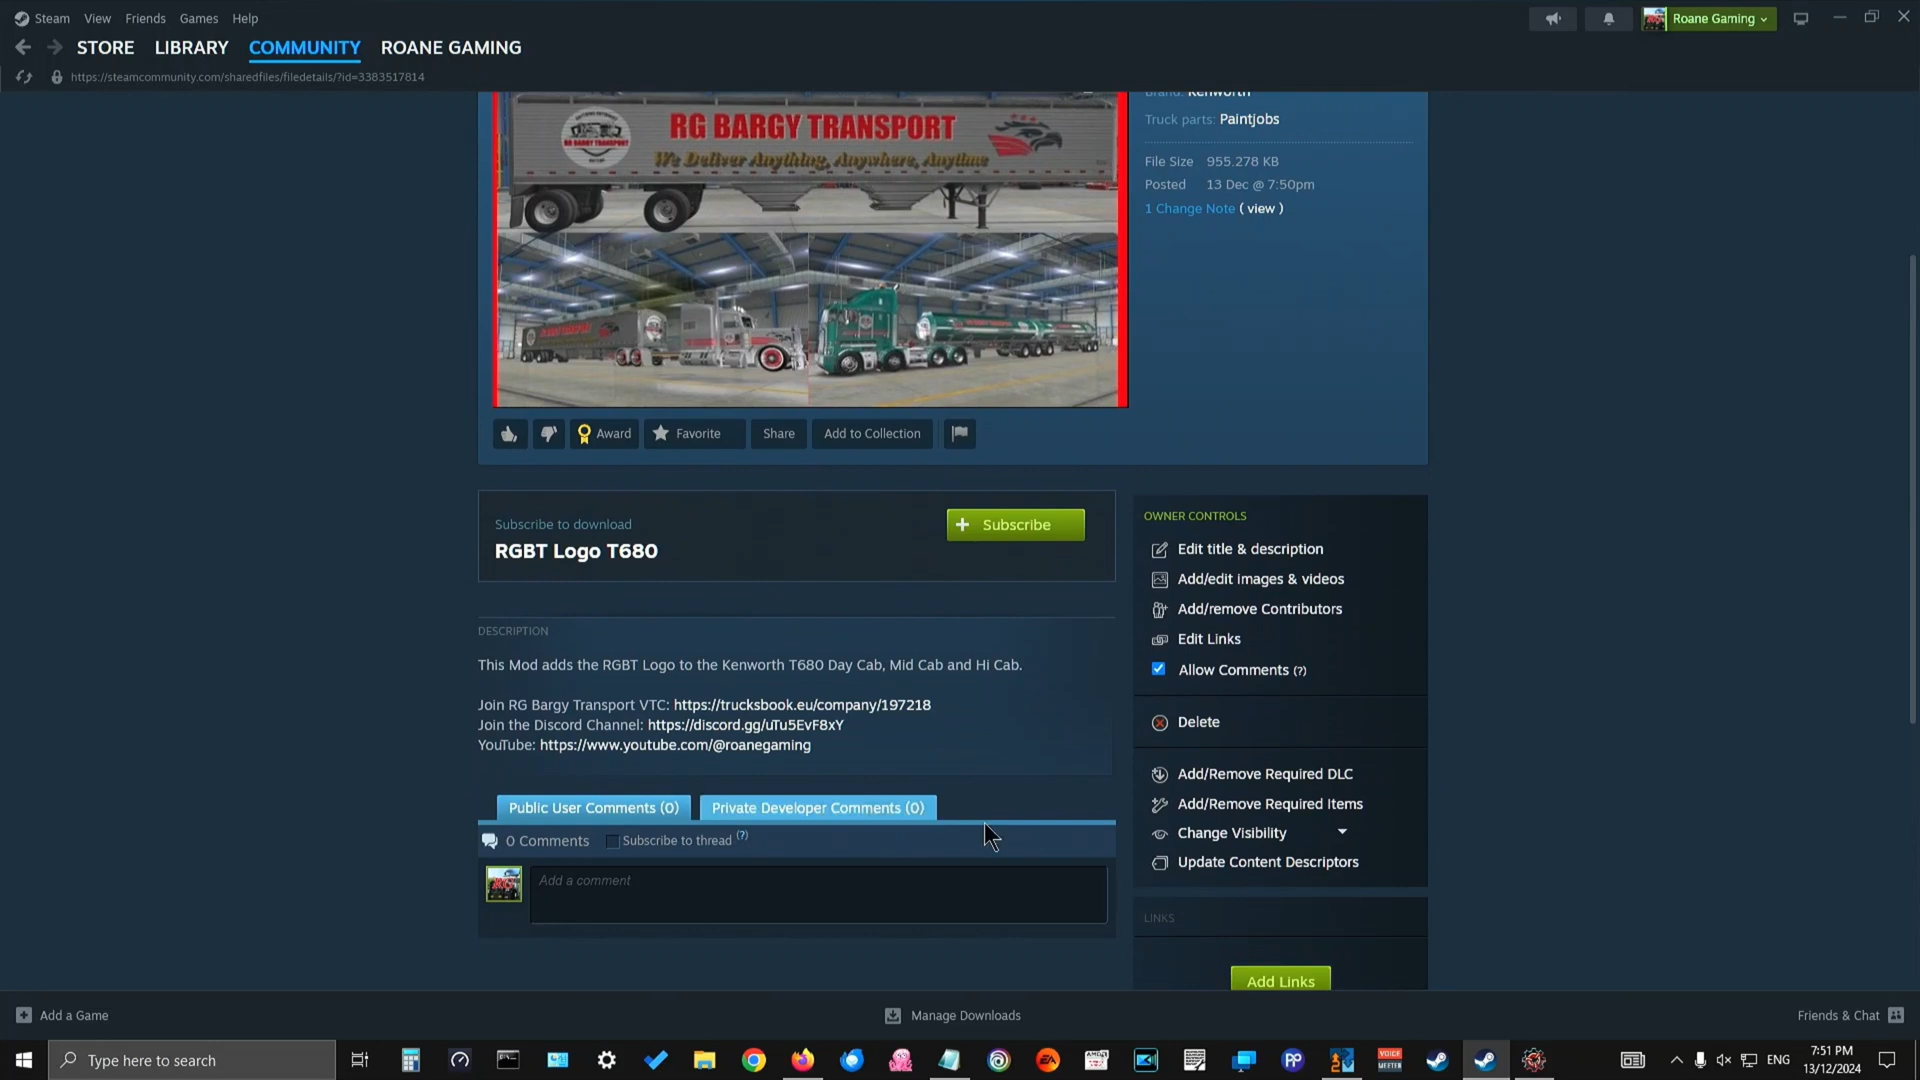 Steam View Friends Games Help
Roane Gaming
STORE LIBRARY COMMUNITY ROANE GAMING
https://steamcommunity.com/sharedfiles/filedetails/?id=3383517814
Brand: Kenworth
RG BARGY TRANSPORT
We Deliver Anything, Anywhere, Anytime
RG BARGY TRANSPORT
Truck parts: Paintjobs
File Size 955.278 KB
Posted 13 Dec @ 7:50pm
1 Change Note ( view )
Award Favorite Share Add to Collection
Subscribe to download
RGBT Logo T680
+ Subscribe
DESCRIPTION
This Mod adds the RGBT Logo to the Kenworth T680 Day Cab, Mid Cab and Hi Cab.
Join RG Bargy Transport VTC: https://trucksbook.eu/company/197218
Join the Discord Channel: https://discord.gg/uTu5EvF8xY
YouTube: https://www.youtube.com/@roanegaming
Public User Comments (0) Private Developer Comments (0)
0 Comments Subscribe to thread (?)
Add a comment
OWNER CONTROLS
Edit title & description
Add/edit images & videos
Add/remove Contributors
Edit Links
Allow Comments (?)
Delete
Add/Remove Required DLC
Add/Remove Required Items
Change Visibility
Update Content Descriptors
LINKS
Add Links
Add a Game
Manage Downloads
Friends & Chat
Type here to search
ENG
7:51 PM
13/12/2024